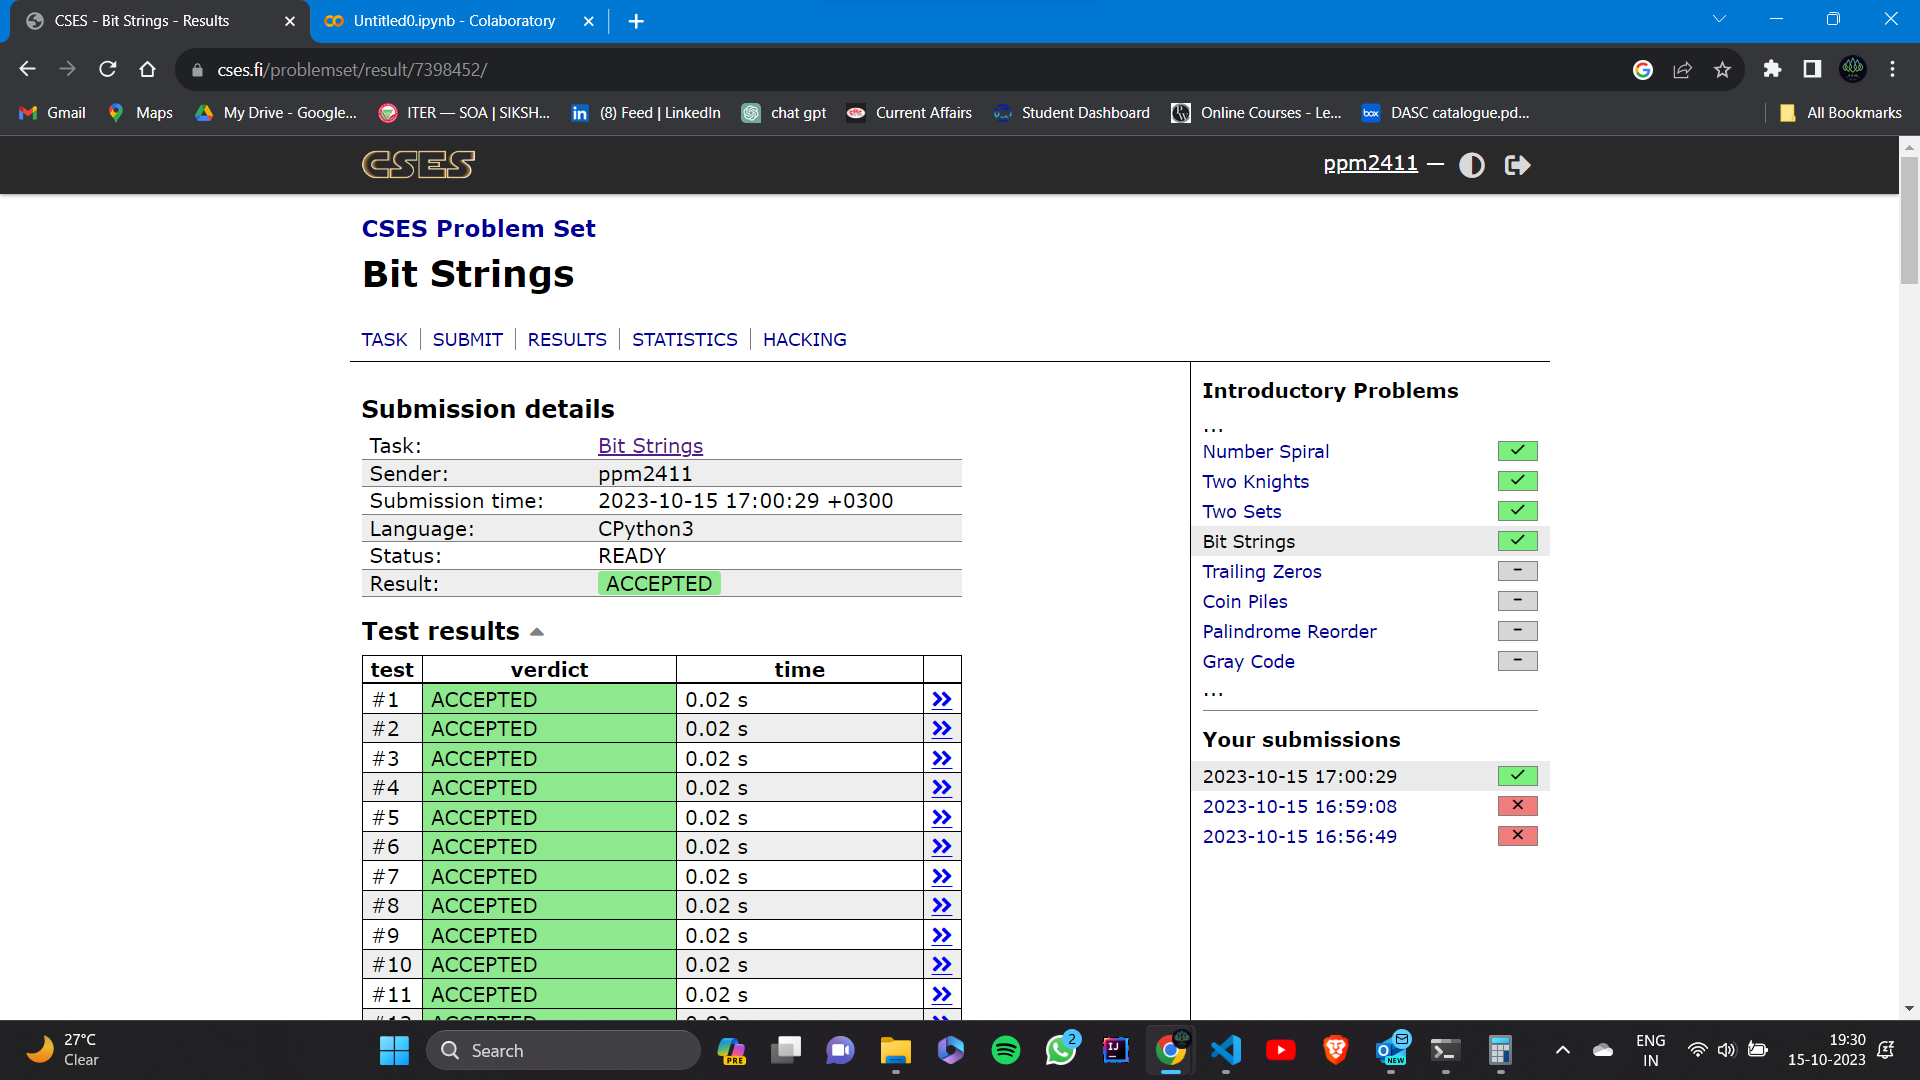 CSES - Bit Strings - Results
Untitled0.ipynb - Colaboratory
cses.fi/problemset/result/7398452/
Gmail Maps My Drive - Google... ITER — SOA | SIKSH... (8) Feed | LinkedIn chat gpt Current Affairs Student Dashboard Online Courses - Le... DASC catalogue.pd... All Bookmarks
CSES
ppm2411 —
CSES Problem Set
Bit Strings
TASK SUBMIT RESULTS STATISTICS HACKING
Submission details
Task: Bit Strings
Sender: ppm2411
Submission time: 2023-10-15 17:00:29 +0300
Language: CPython3
Status: READY
Result: ACCEPTED
Test results
test verdict time
#1 ACCEPTED 0.02 s
#2 ACCEPTED 0.02 s
#3 ACCEPTED 0.02 s
#4 ACCEPTED 0.02 s
#5 ACCEPTED 0.02 s
#6 ACCEPTED 0.02 s
#7 ACCEPTED 0.02 s
#8 ACCEPTED 0.02 s
#9 ACCEPTED 0.02 s
#10 ACCEPTED 0.02 s
#11 ACCEPTED 0.02 s
Introductory Problems
...
Number Spiral
Two Knights
Two Sets
Bit Strings
Trailing Zeros
Coin Piles
Palindrome Reorder
Gray Code
...
Your submissions
2023-10-15 17:00:29
2023-10-15 16:59:08
2023-10-15 16:56:49
27°C
Clear
Search
PRE
2
IJ
NEW
ENG
IN
19:30
15-10-2023